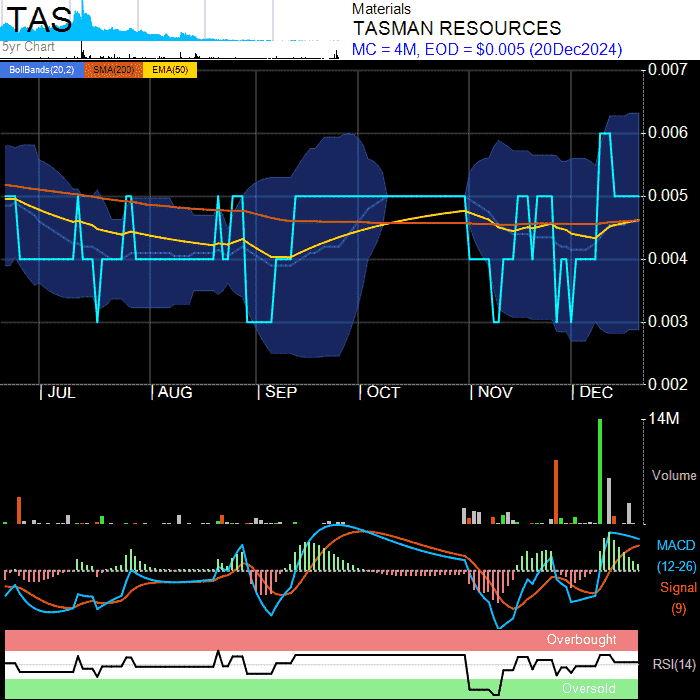 TAS
5yr Chart
Materials
TASMAN RESOURCES
MC = 4M, EOD = $0.005 (20Dec2024)
BollBands(20,2) SMA(200) EMA(50)
0.007
0.006
0.005
0.004
0.003
0.002
JUL AUG SEP OCT NOV DEC
14M
Volume
MACD
(12-26)
Signal
(9)
Overbought
RSI(14)
Oversold